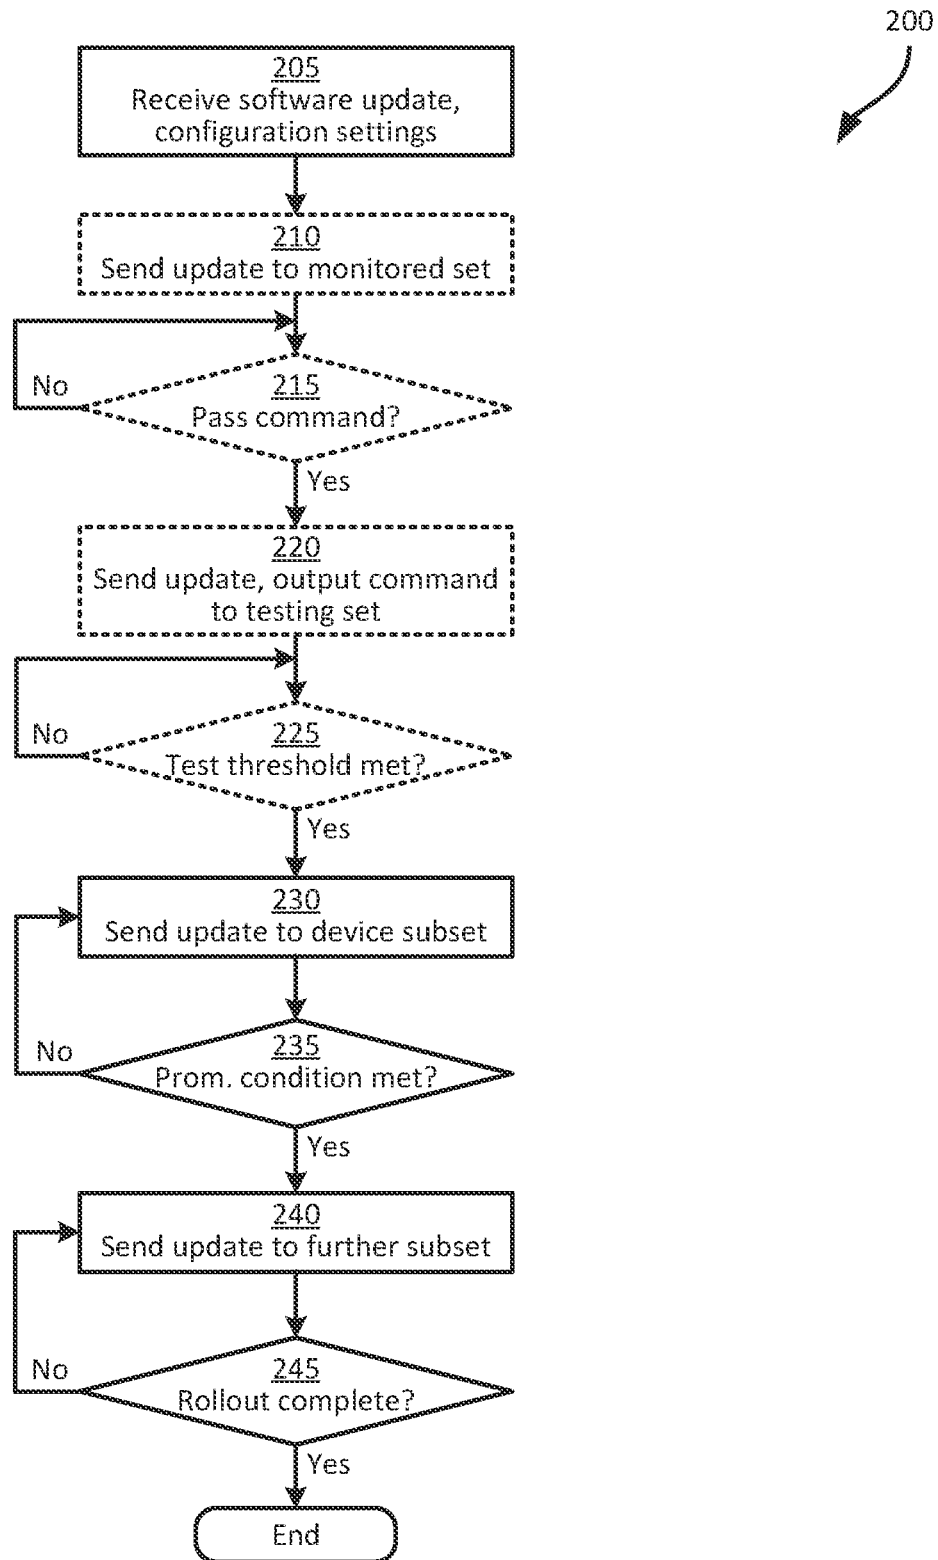 200
205
Receive software update,
configuration settings
210
Send update to monitored set
No
215
Pass command?
Yes
220
Send update, output command
to testing set
No
225
Test threshold met?
Yes
230
Send update to device subset
No
235
Prom. condition met?
Yes
240
Send update to further subset
No
245
Rollout complete?
Yes
End